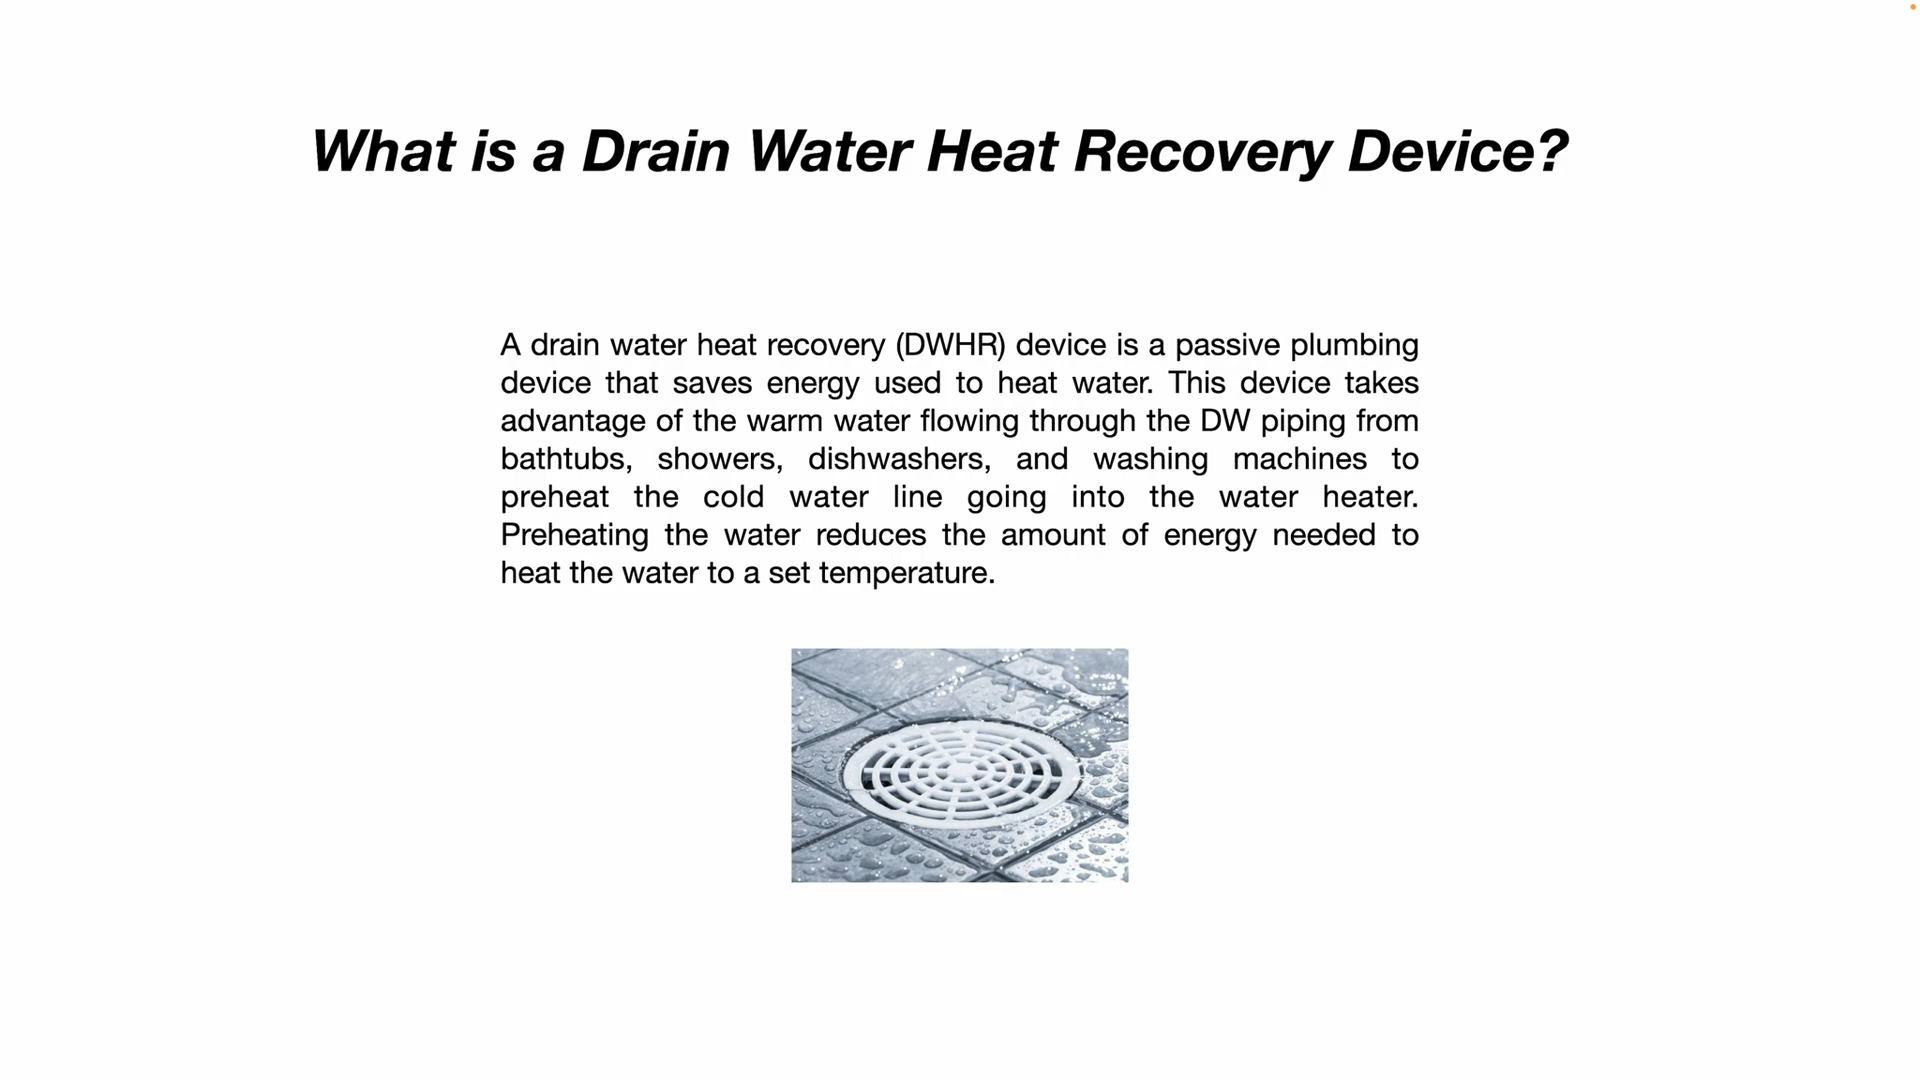 What is a Drain Water Heat Recovery Device?
A drain water heat recovery (DWHR) device is a passive plumbing
device that saves energy used to heat water. This device takes
advantage of the warm water flowing through the DW piping from
bathtubs, showers, dishwashers, and washing machines to
preheat the cold water line going into the water heater.
Preheating the water reduces the amount of energy needed to
heat the water to a set temperature.